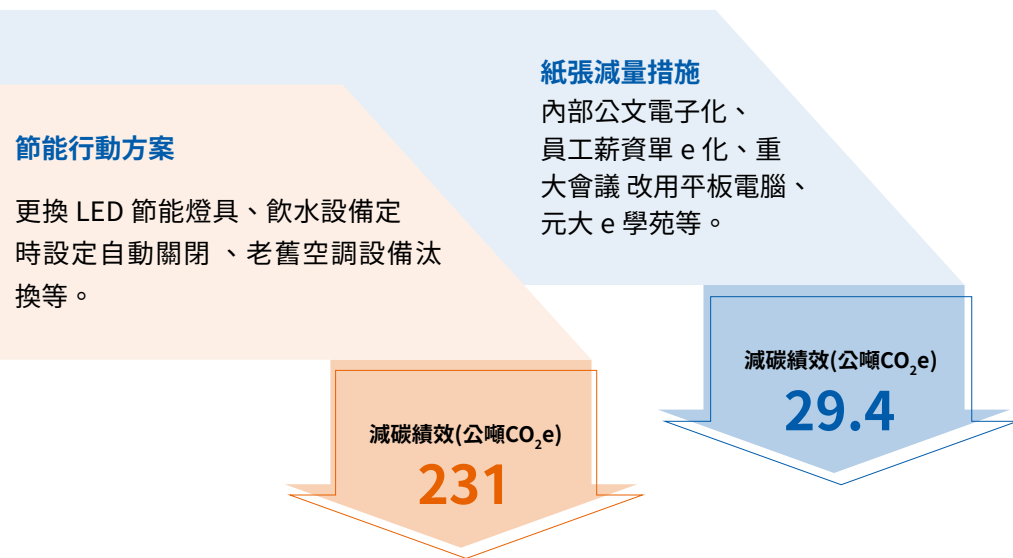 節能行動方案
更換 LED 節能燈具、飲水設備定
時設定自動關閉 、老舊空調設備汰
換等。
減碳績效(公噸CO₂e)
231
紙張減量措施
內部公文電子化、
員工薪資單 e 化、重
大會議 改用平板電腦、
元大 e 學苑等。
減碳績效(公噸CO₂e)
29.4